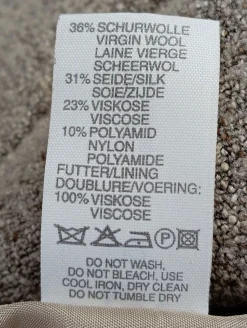 36% SCHURWOLLE
VIRGIN WOOL
LAINE VIERGE
SCHEERWOL
31% SEIDE/SILK
SOIE/ZIJDE
23% VISKOSE
VISCOSE
10% POLYAMID
NYLON
POLYAMIDE
FUTTER/LINING
DOUBLURE/VOERING:
100% VISKOSE
VISCOSE
P
DO NOT WASH,
DO NOT BLEACH, USE
COOL IRON, DRY CLEAN
DO NOT TUMBLE DRY